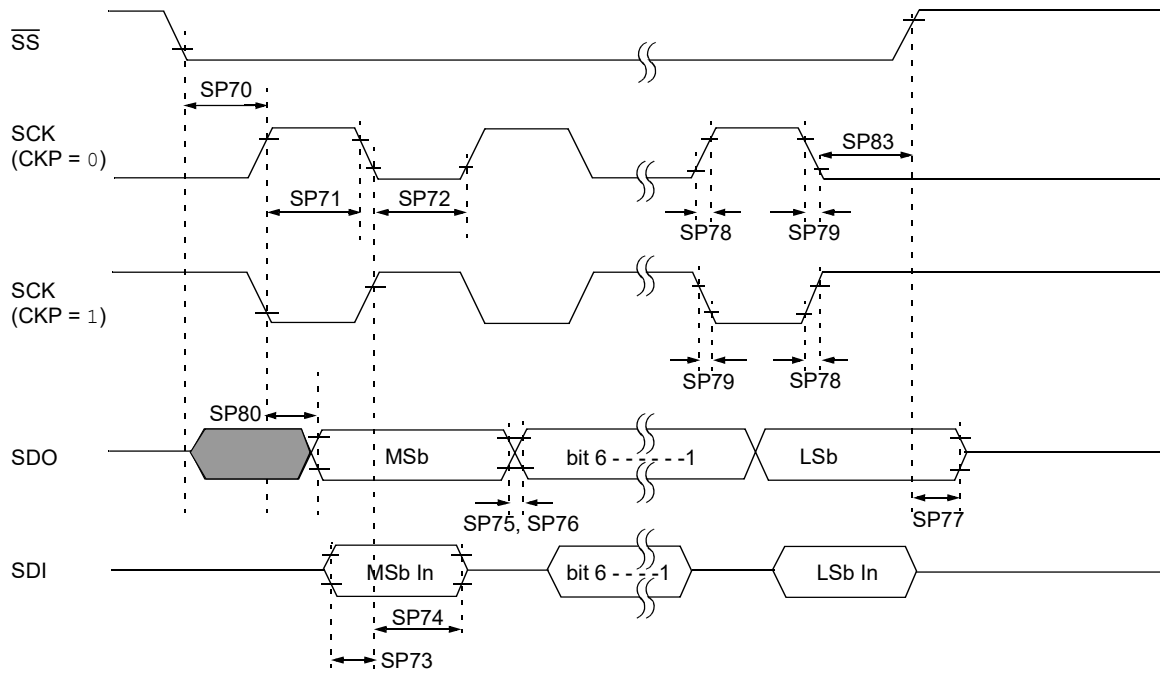 SS
SP70
SCK
(CKP = 0)
SP83
SP71
SP72
SP78
SP79
SCK
(CKP = 1)
SP79
SP78
SP80
SDO
MSb
bit 6 - - - - - -1
LSb
SP75, SP76
SP77
SDI
MSb In
bit 6 - - - -1
LSb In
SP74
SP73